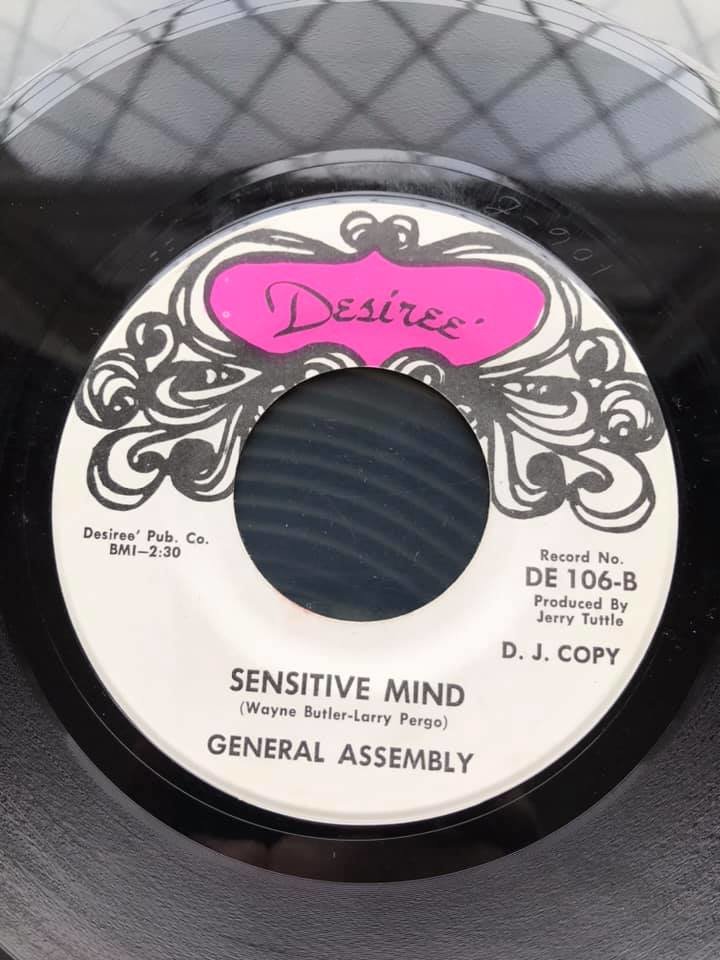 Desiree'
Desiree' Pub. Co.
BMI—2:30
Record No.
DE 106-B
Produced By
Jerry Tuttle
D. J. COPY
SENSITIVE MIND
(Wayne Butler-Larry Pergo)
GENERAL ASSEMBLY